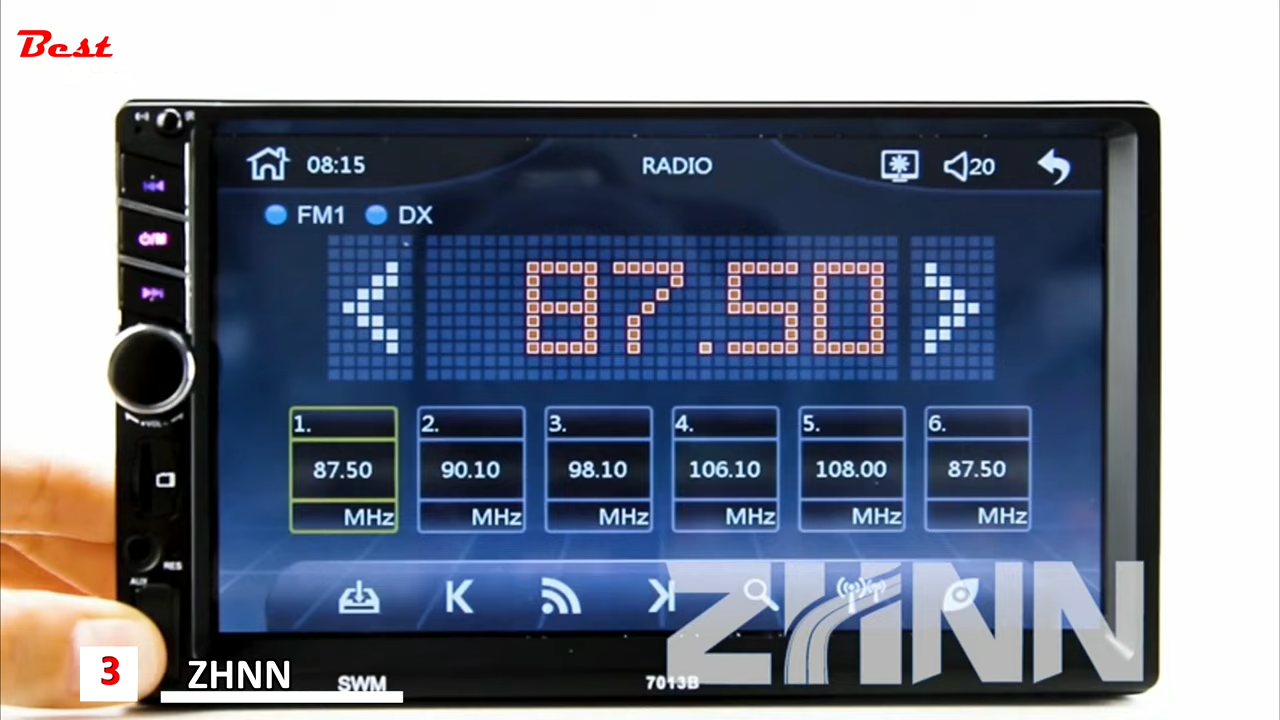 Best
08:15
RADIO
20
FM1
DX
87.50
1.
2.
3.
4.
5.
6.
87.50
90.10
98.10
106.10
108.00
87.50
MHz
MHz
MHz
MHz
MHz
MHz
VOL
RES
AUX
ZHNN
3
ZHNN
SWM
7013B